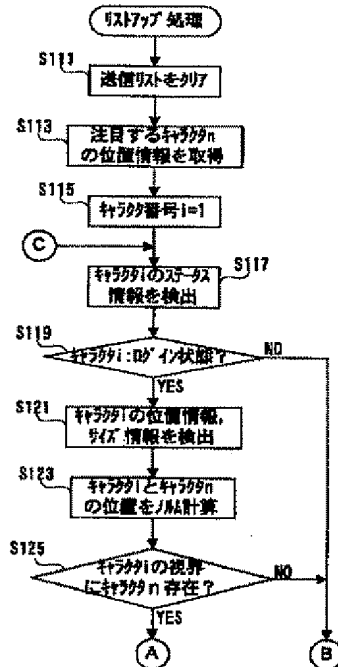 リストアップ処理
S111
送信リストをクリア
S113
注目するキャラクタn
の位置情報を取得
S115
キャラクタ番号i=1
C
S117
キャラクタiのステータス
情報を検出
S119
キャラクタi:ログイン状態?
NO
YES
S121
キャラクタiの位置情報,
サイズ情報を検出
S123
キャラクタiとキャラクタn
の位置をノルム計算
S125
キャラクタiの視界
にキャラクタn存在?
NO
YES
A
B